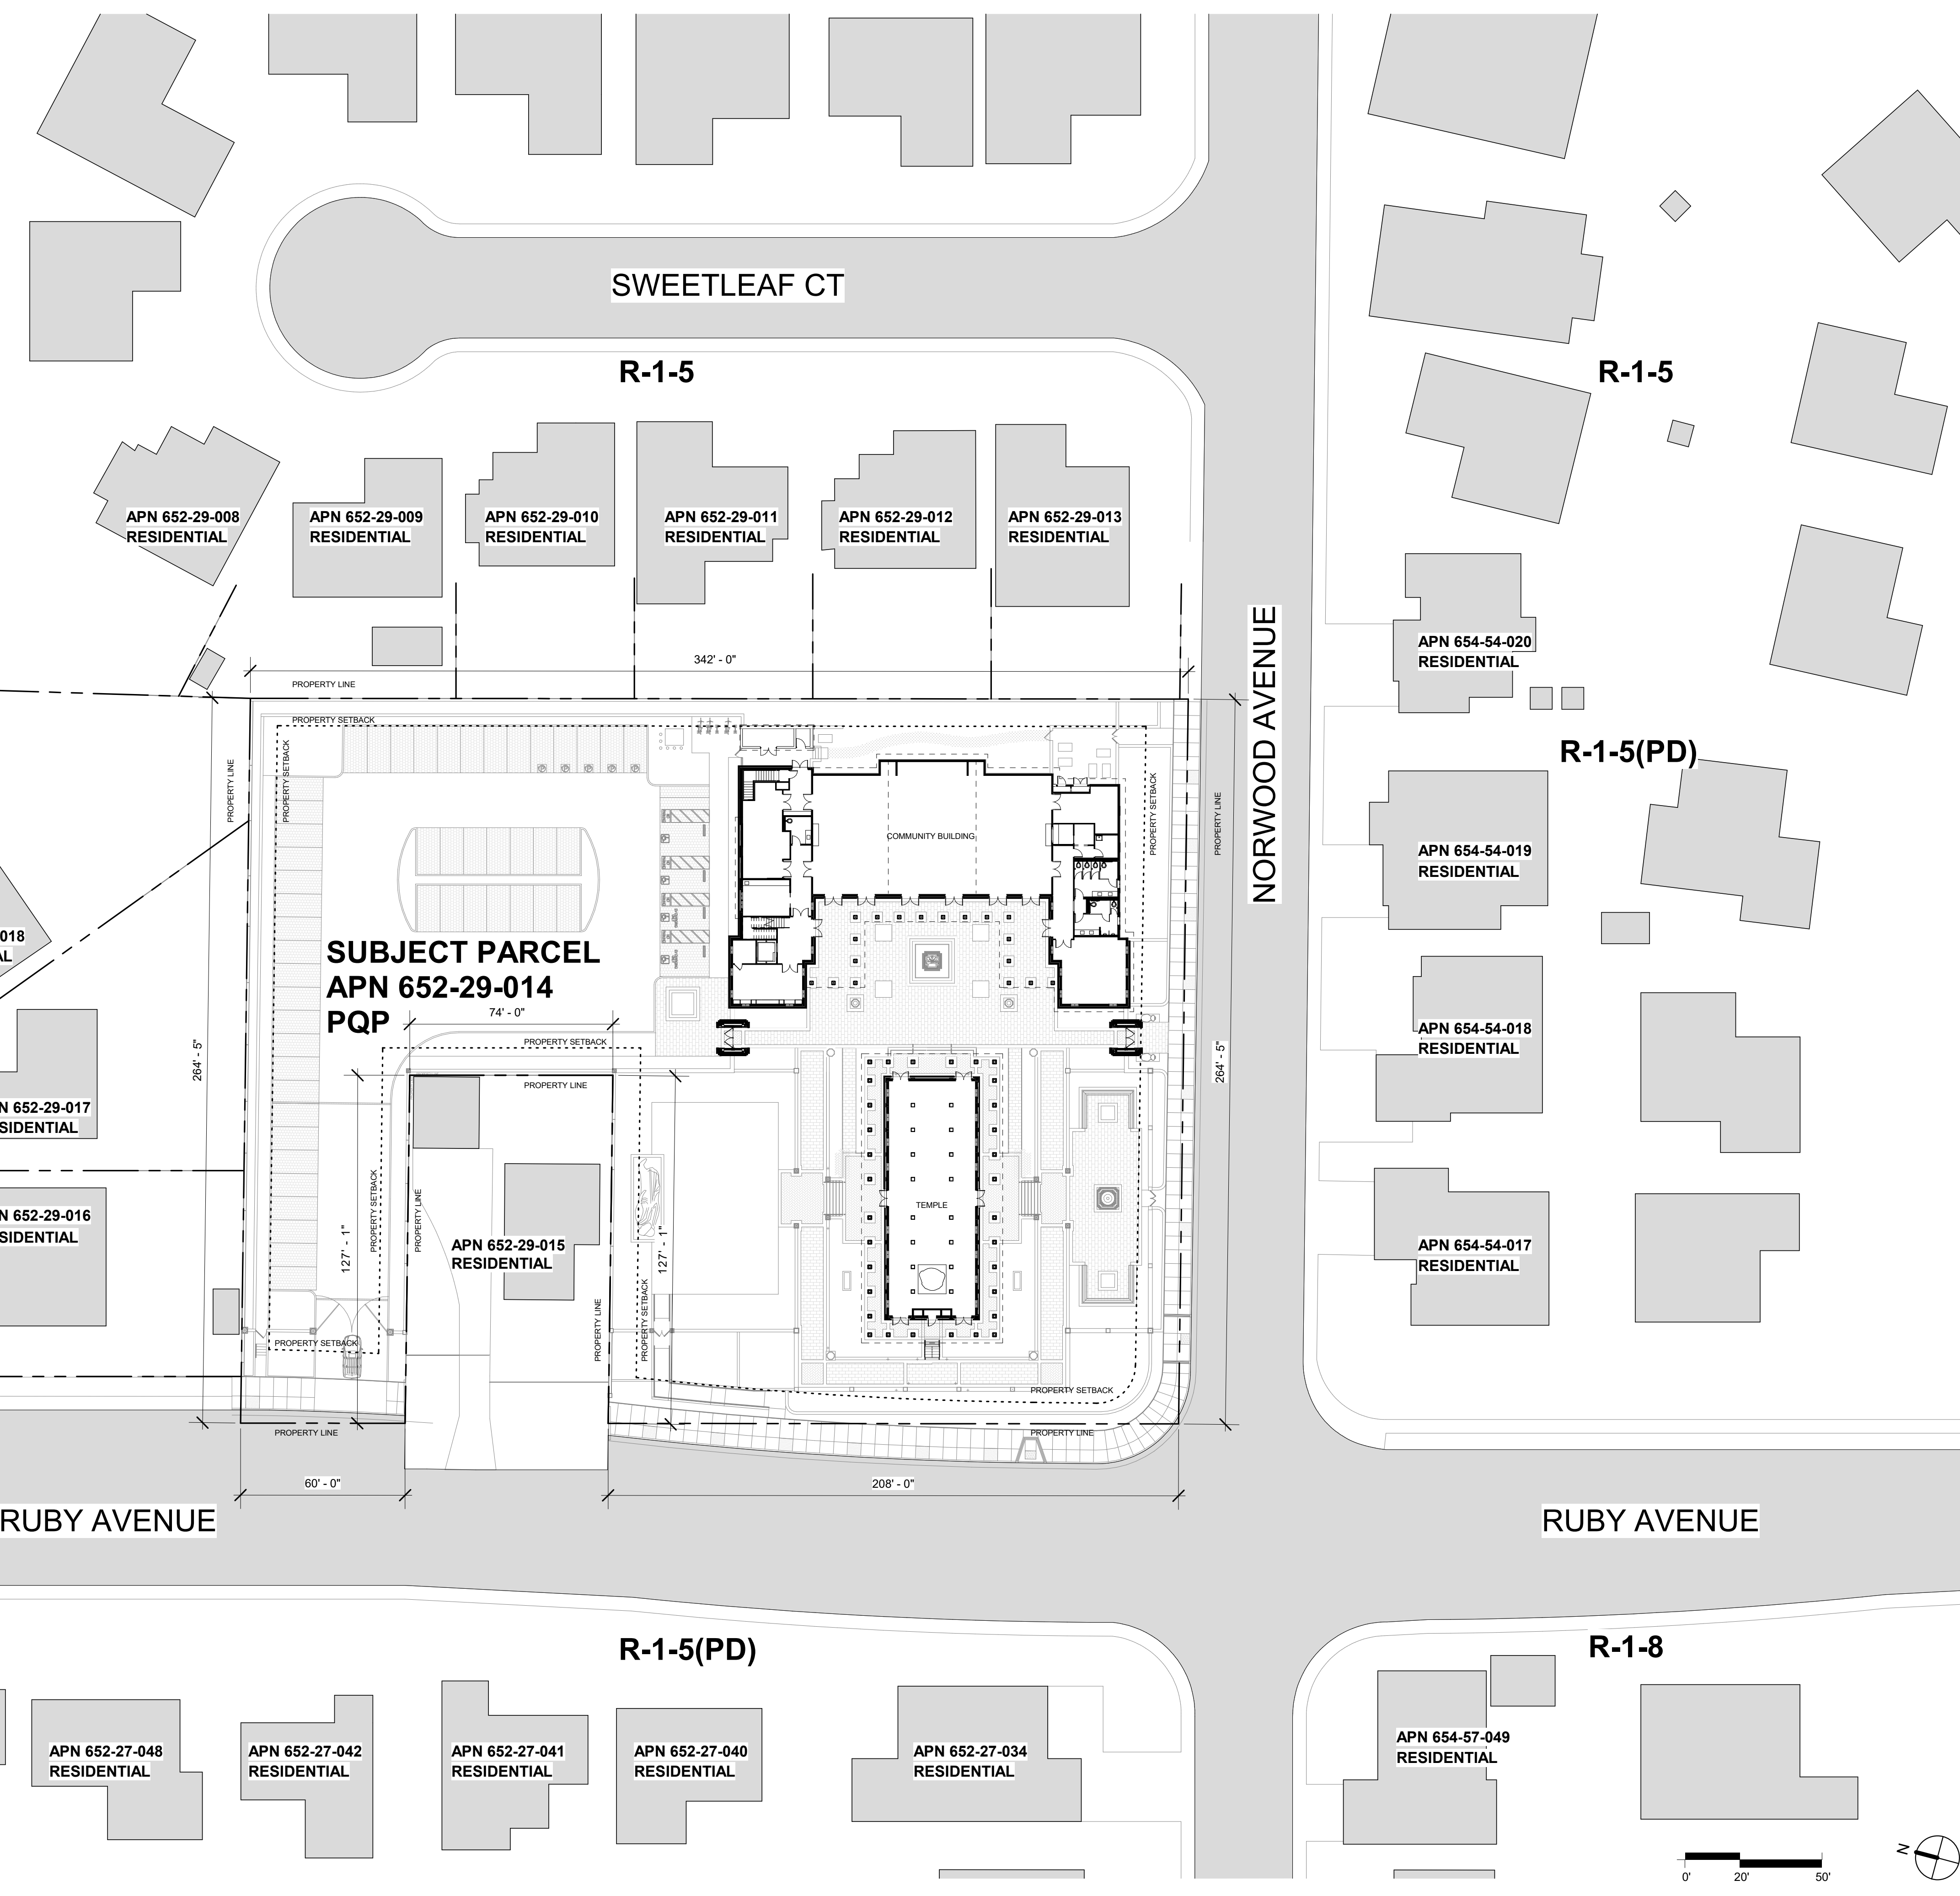 SWEETLEAF CT
R-1-5
R-1-5
APN 652-29-008
RESIDENTIAL
APN 652-29-009
RESIDENTIAL
APN 652-29-010
RESIDENTIAL
APN 652-29-011
RESIDENTIAL
APN 652-29-012
RESIDENTIAL
APN 652-29-013
RESIDENTIAL
NORWOOD AVENUE
APN 654-54-020
RESIDENTIAL
342' - 0"
PROPERTY LINE
PROPERTY SETBACK
PROPERTY SETBACK
PROPERTY LINE
PROPERTY SETBACK
PROPERTY LINE
R-1-5(PD)
COMMUNITY BUILDING
APN 654-54-019
RESIDENTIAL
018
AL
SUBJECT PARCEL
APN 652-29-014
PQP
74' - 0"
PROPERTY SETBACK
264' - 5"
264' - 5"
APN 654-54-018
RESIDENTIAL
PROPERTY LINE
N 652-29-017
SIDENTIAL
PROPERTY SETBACK
PROPERTY LINE
TEMPLE
N 652-29-016
SIDENTIAL
127' - 1"
127' - 1"
APN 652-29-015
RESIDENTIAL
APN 654-54-017
RESIDENTIAL
PROPERTY LINE
PROPERTY SETBACK
PROPERTY SETBACK
PROPERTY SETBACK
PROPERTY LINE
PROPERTY LINE
60' - 0"
208' - 0"
RUBY AVENUE
RUBY AVENUE
R-1-5(PD)
R-1-8
APN 652-27-048
RESIDENTIAL
APN 652-27-042
RESIDENTIAL
APN 652-27-041
RESIDENTIAL
APN 652-27-040
RESIDENTIAL
APN 652-27-034
RESIDENTIAL
APN 654-57-049
RESIDENTIAL
0'
20'
50'
N